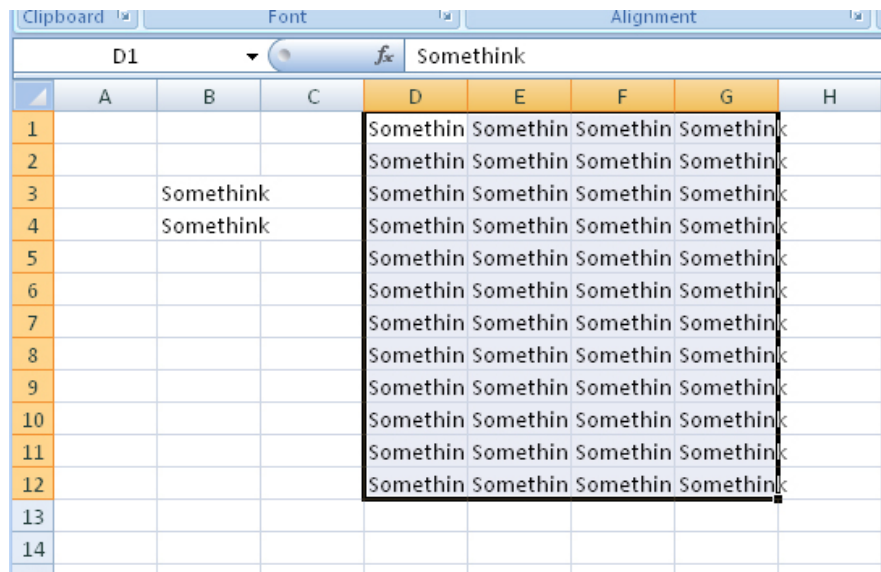 Clipboard Font Alignment
D1 fx Somethink
A B C D E F G H
1 Somethin Somethin Somethin Somethink
2 Somethin Somethin Somethin Somethink
3 Somethink Somethin Somethin Somethin Somethink
4 Somethink Somethin Somethin Somethin Somethink
5 Somethin Somethin Somethin Somethink
6 Somethin Somethin Somethin Somethink
7 Somethin Somethin Somethin Somethink
8 Somethin Somethin Somethin Somethink
9 Somethin Somethin Somethin Somethink
10 Somethin Somethin Somethin Somethink
11 Somethin Somethin Somethin Somethink
12 Somethin Somethin Somethin Somethink
13
14